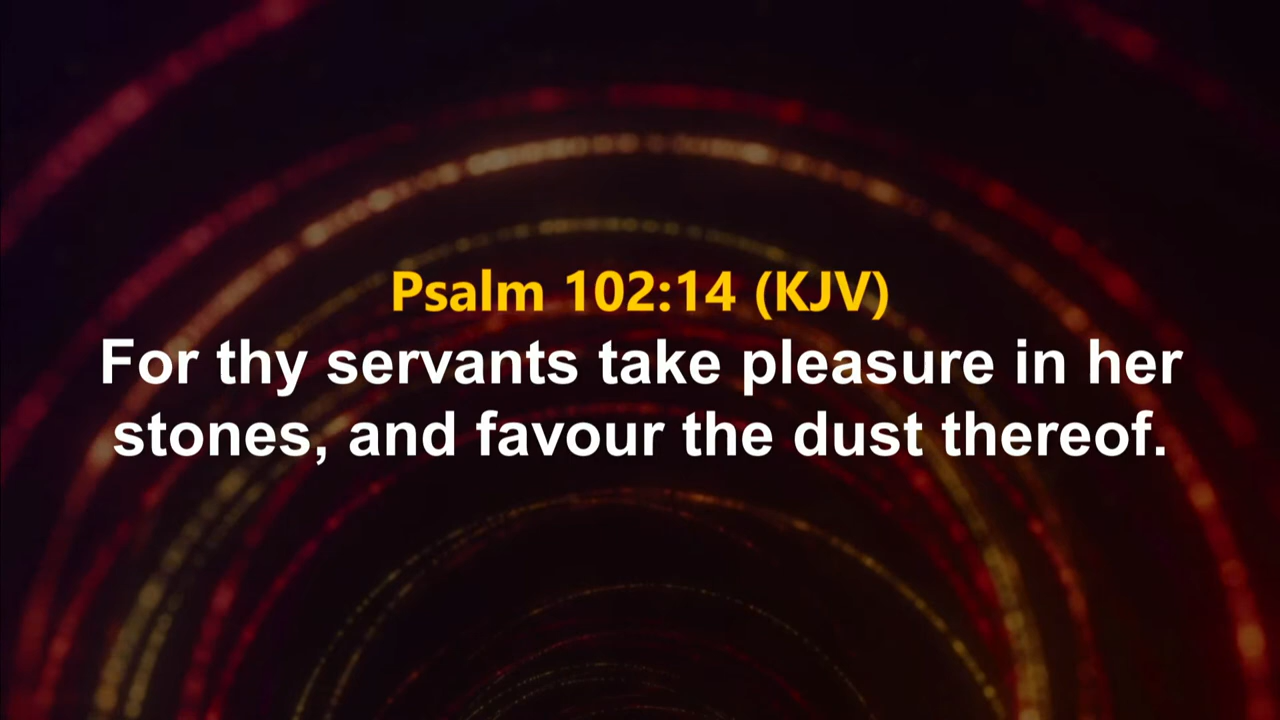 Psalm 102:14 (KJV)
For thy servants take pleasure in her
stones, and favour the dust thereof.